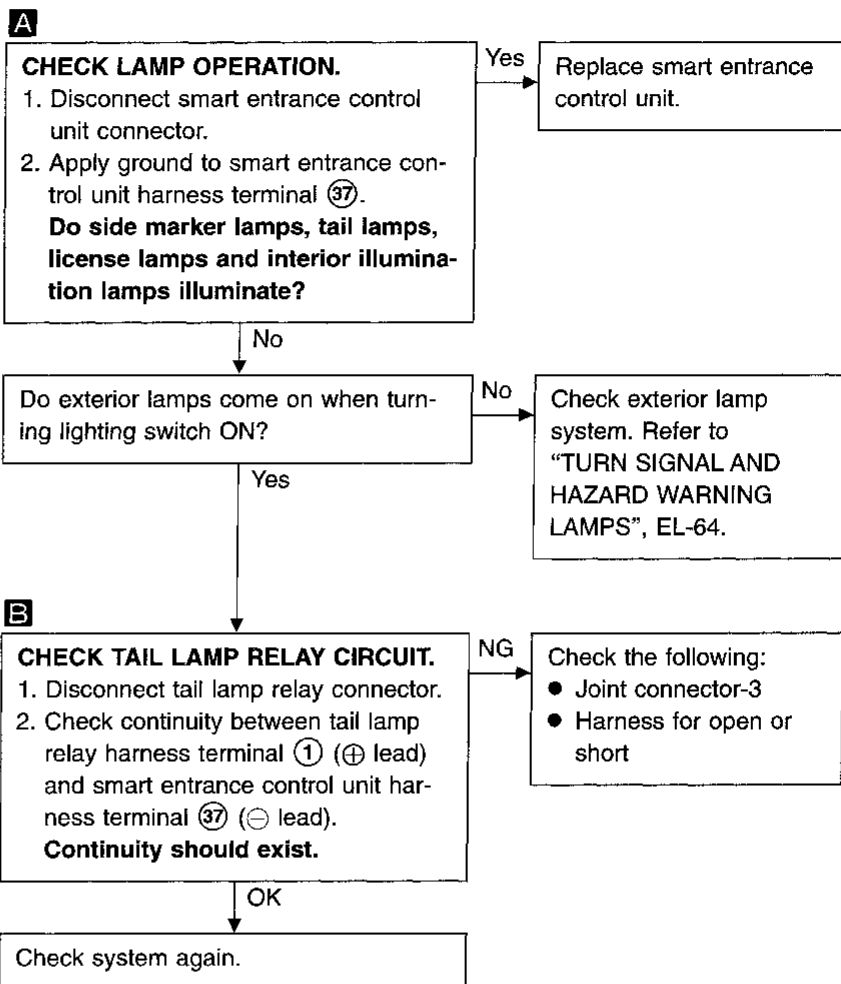 A
CHECK LAMP OPERATION.
1. Disconnect smart entrance control
unit connector.
2. Apply ground to smart entrance con-
trol unit harness terminal ㊲.
Do side marker lamps, tail lamps,
license lamps and interior illumina-
tion lamps illuminate?
Yes
Replace smart entrance
control unit.
No
Do exterior lamps come on when turn-
ing lighting switch ON?
No
Check exterior lamp
system. Refer to
“TURN SIGNAL AND
HAZARD WARNING
LAMPS”, EL-64.
Yes
B
CHECK TAIL LAMP RELAY CIRCUIT.
1. Disconnect tail lamp relay connector.
2. Check continuity between tail lamp
relay harness terminal ① (⊕ lead)
and smart entrance control unit har-
ness terminal ㊲ (⊖ lead).
Continuity should exist.
NG
Check the following:
● Joint connector-3
● Harness for open or
short
OK
Check system again.